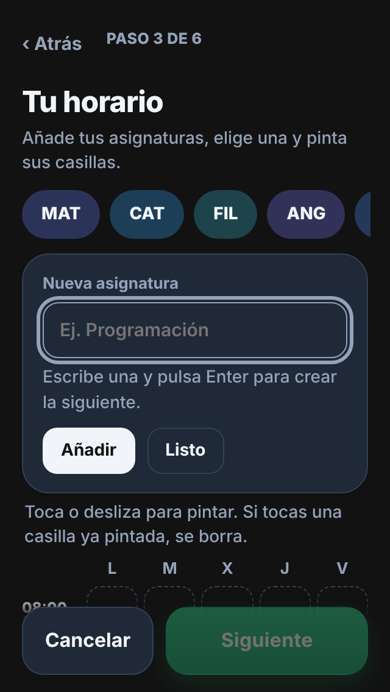 ‹ Atrás
PASO 3 DE 6
Tu horario
Añade tus asignaturas, elige una y pinta
sus casillas.
MAT CAT FIL ANG
Nueva asignatura
Ej. Programación
Escribe una y pulsa Enter para crear
la siguiente.
Añadir Listo
Toca o desliza para pintar. Si tocas una
casilla ya pintada, se borra.
L M X J V
08:00
Cancelar Siguiente